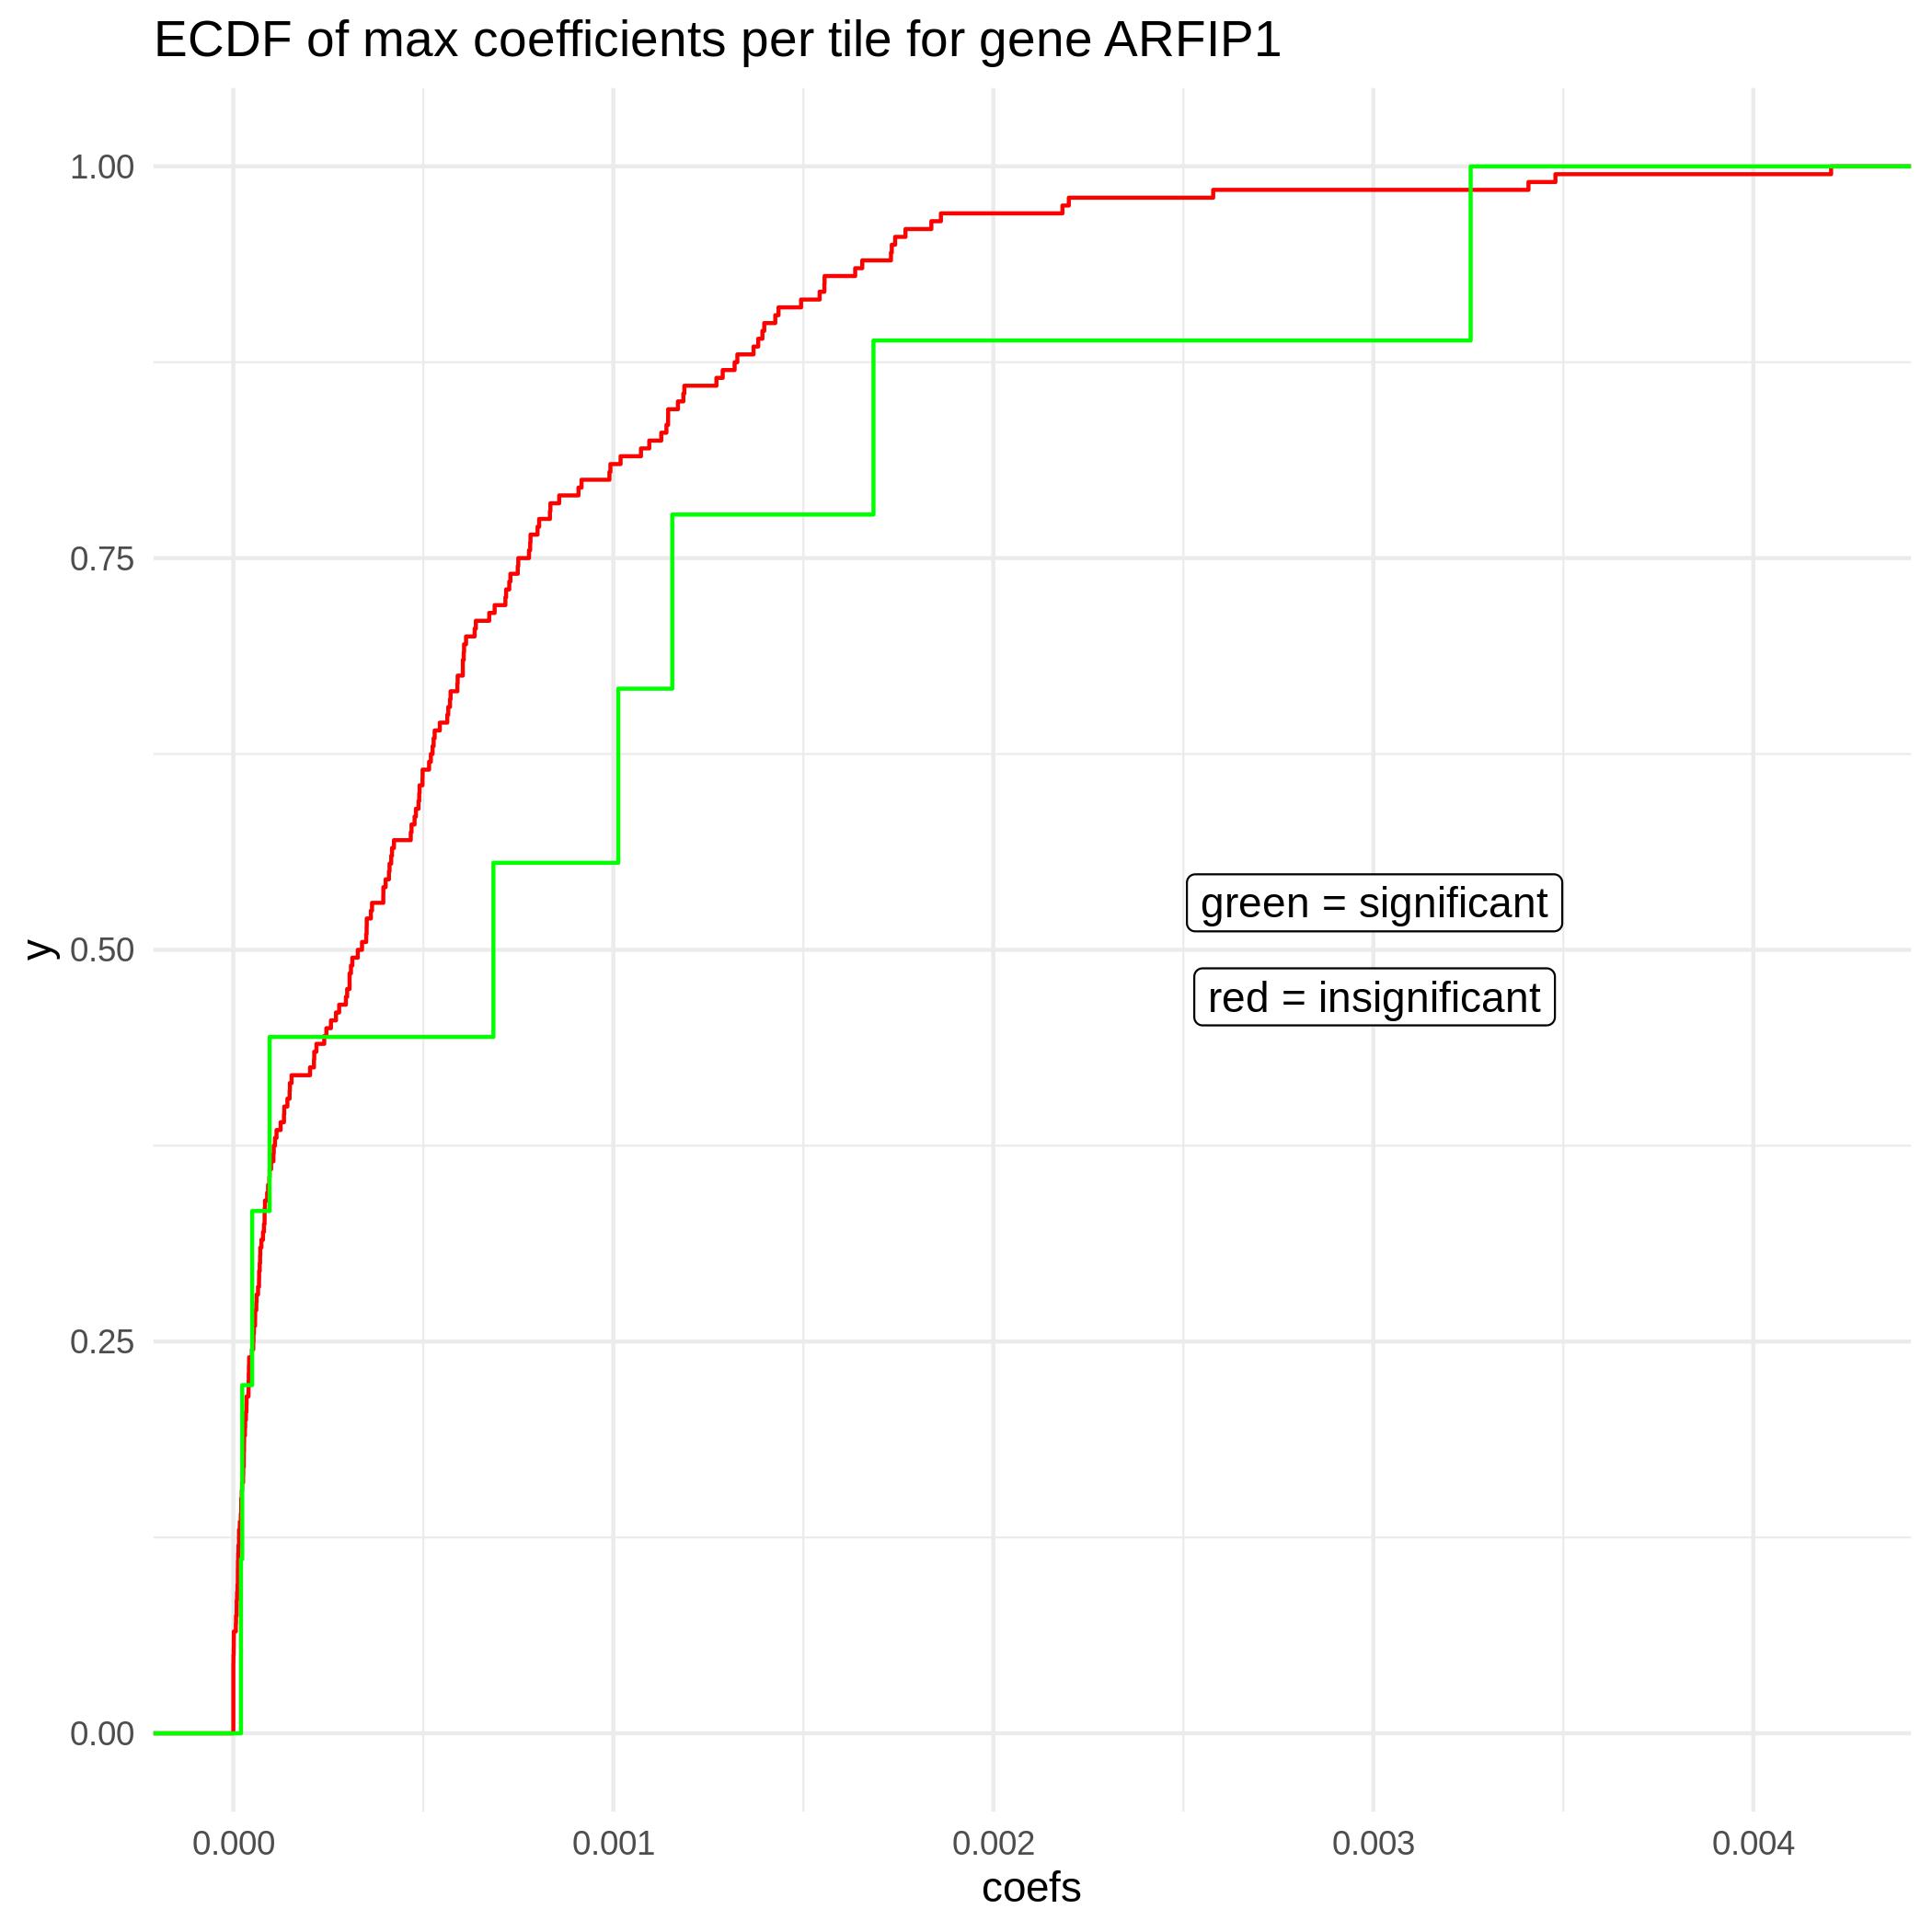 ECDF of max coefficients per tile for gene ARFIP1
1.00
0.75
0.50
0.25
0.00
y
green = significant
red = insignificant
0.000 0.001 0.002 0.003 0.004
coefs